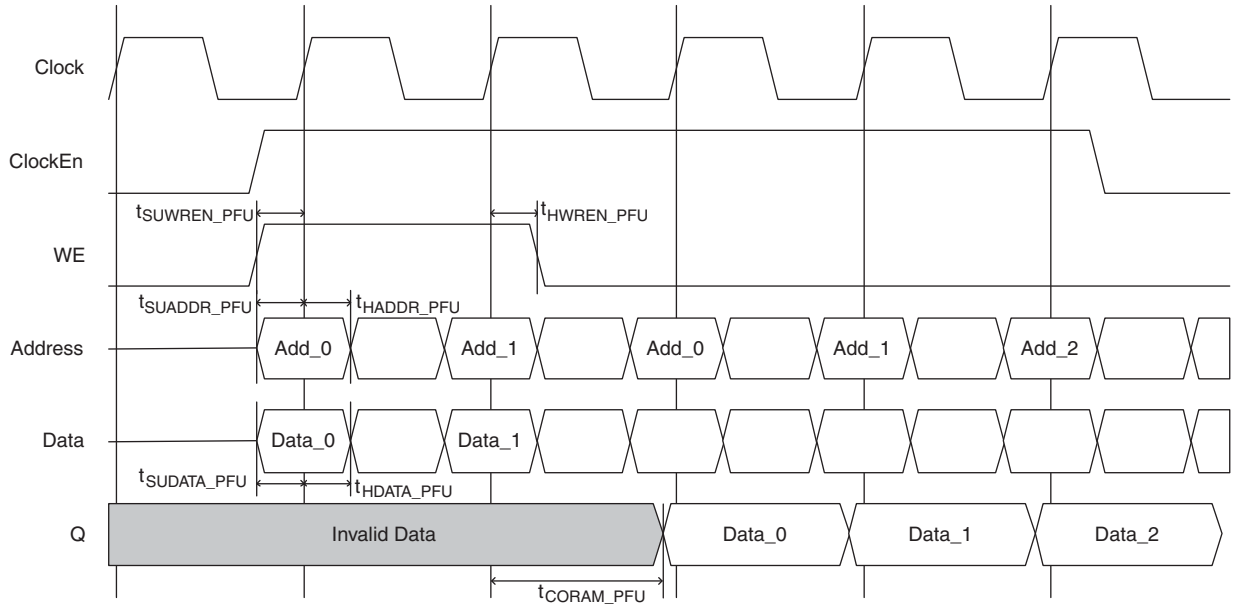 Clock
ClockEn
tSUWREN_PFU tHWREN_PFU
WE
tSUADDR_PFU tHADDR_PFU
Address Add_0 Add_1 Add_0 Add_1 Add_2
Data Data_0 Data_1
tSUDATA_PFU tHDATA_PFU
Q Invalid Data Data_0 Data_1 Data_2
tCORAM_PFU